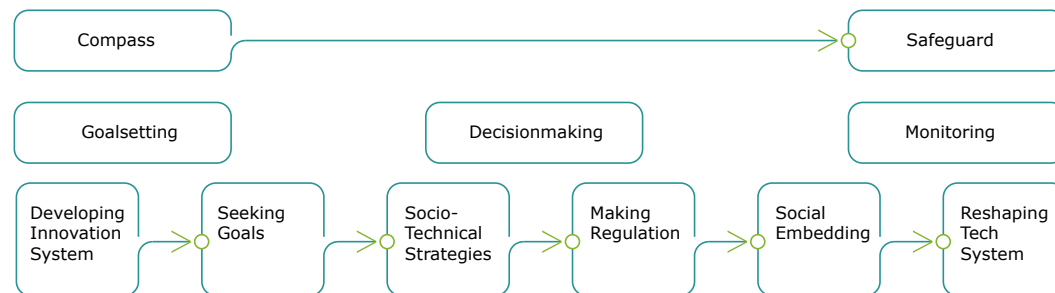 Compass
Safeguard
Goalsetting
Decisionmaking
Monitoring
Developing
Innovation
System
Seeking
Goals
Socio-
Technical
Strategies
Making
Regulation
Social
Embedding
Reshaping
Tech
System